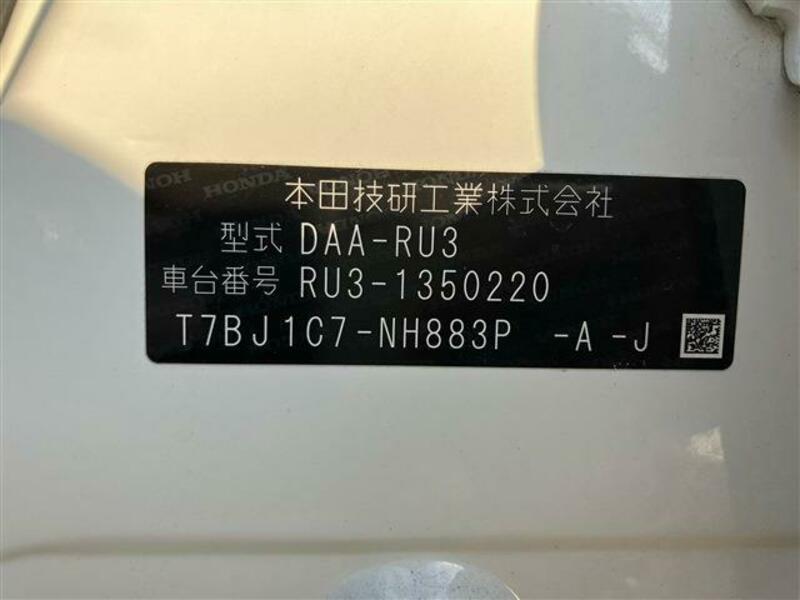 本田技研工業株式会社
型式 DAA-RU3
車台番号 RU3-1350220
T7BJ1C7-NH883P -A -J
HONDA